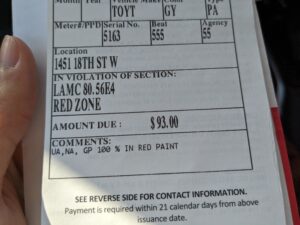 Month Year Vehicle Make Color Type
TOYT GY PA
Meter#/PPD Serial No. Beat Agency
5163 555 55
Location
1451 18TH ST W
IN VIOLATION OF SECTION:
LAMC 80.56E4
RED ZONE
AMOUNT DUE : $93.00
COMMENTS:
UA,NA, GP 100 % IN RED PAINT
SEE REVERSE SIDE FOR CONTACT INFORMATION.
Payment is required within 21 calendar days from above
issuance date.